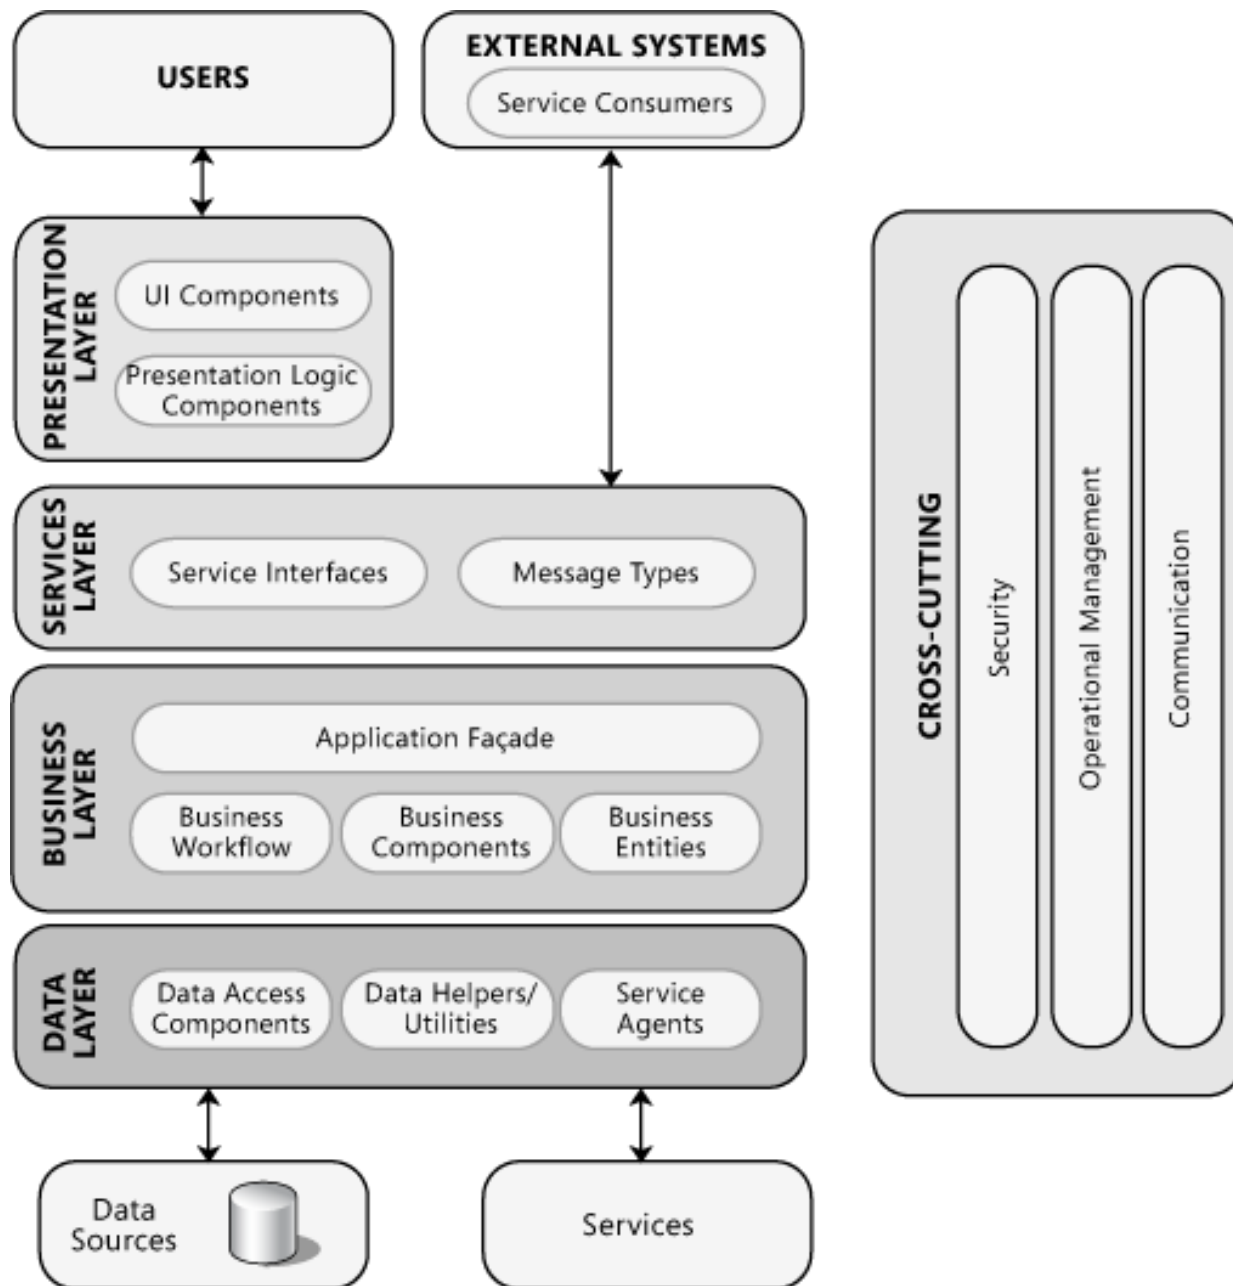 USERS
EXTERNAL SYSTEMS
Service Consumers
PRESENTATION
LAYER
UI Components
Presentation Logic
Components
SERVICES
LAYER
Service Interfaces
Message Types
BUSINESS
LAYER
Application Façade
Business
Workflow
Business
Components
Business
Entities
DATA
LAYER
Data Access
Components
Data Helpers/
Utilities
Service
Agents
Data
Sources
Services
CROSS-CUTTING
Security
Operational Management
Communication